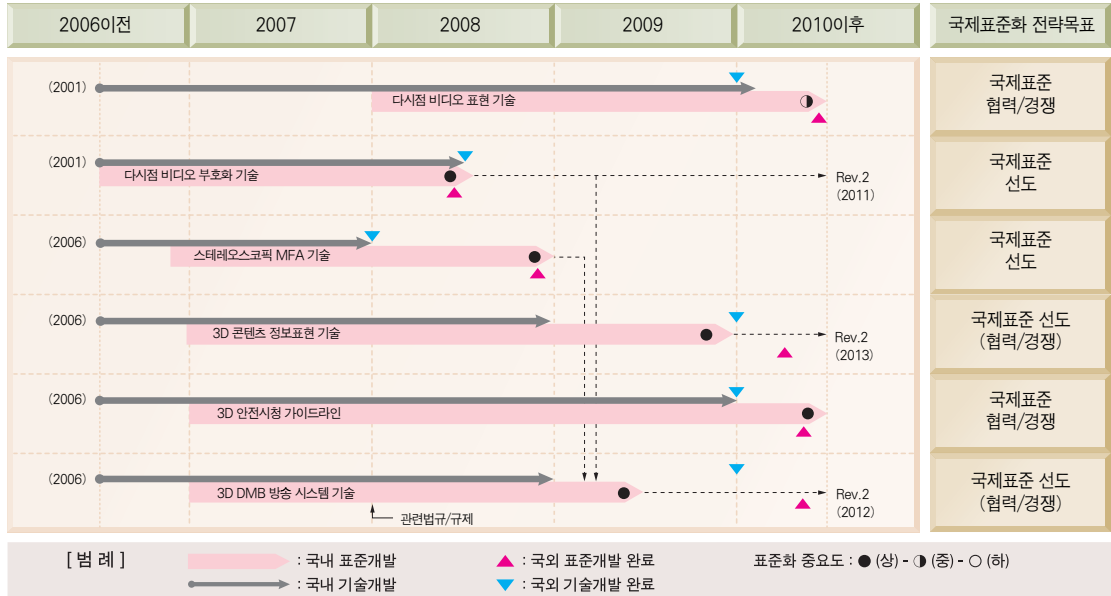 2006이전
2007
2008
2009
2010이후
국제표준화 전략목표
(2001)
다시점 비디오 표현 기술
국제표준
협력/경쟁
(2001)
다시점 비디오 부호화 기술
Rev.2
(2011)
국제표준
선도
(2006)
스테레오스코픽 MFA 기술
국제표준
선도
(2006)
3D 콘텐츠 정보표현 기술
Rev.2
(2013)
국제표준 선도
(협력/경쟁)
(2006)
3D 안전시청 가이드라인
국제표준
협력/경쟁
(2006)
3D DMB 방송 시스템 기술
Rev.2
(2012)
국제표준 선도
(협력/경쟁)
관련법규/규제
[ 범 례 ]
: 국내 표준개발
: 국외 표준개발 완료
표준화 중요도 : ● (상) - ◑ (중) - ○ (하)
: 국내 기술개발
: 국외 기술개발 완료